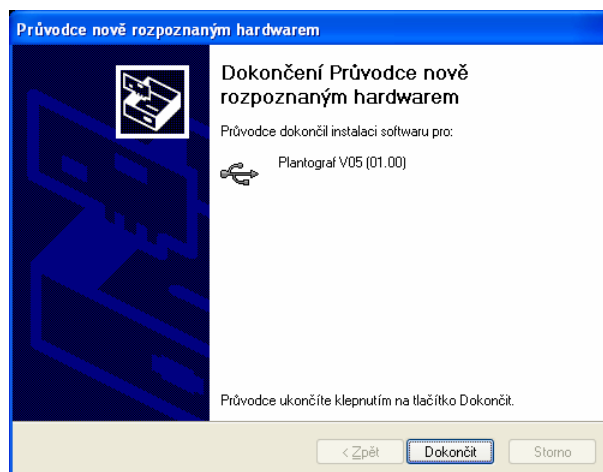 Průvodce nově rozpoznaným hardwarem
Dokončení Průvodce nově
rozpoznaným hardwarem
Průvodce dokončil instalaci softwaru pro:
Plantograf V05 (01.00)
Průvodce ukončíte klepnutím na tlačítko Dokončit.
< Zpět
Dokončit
Storno